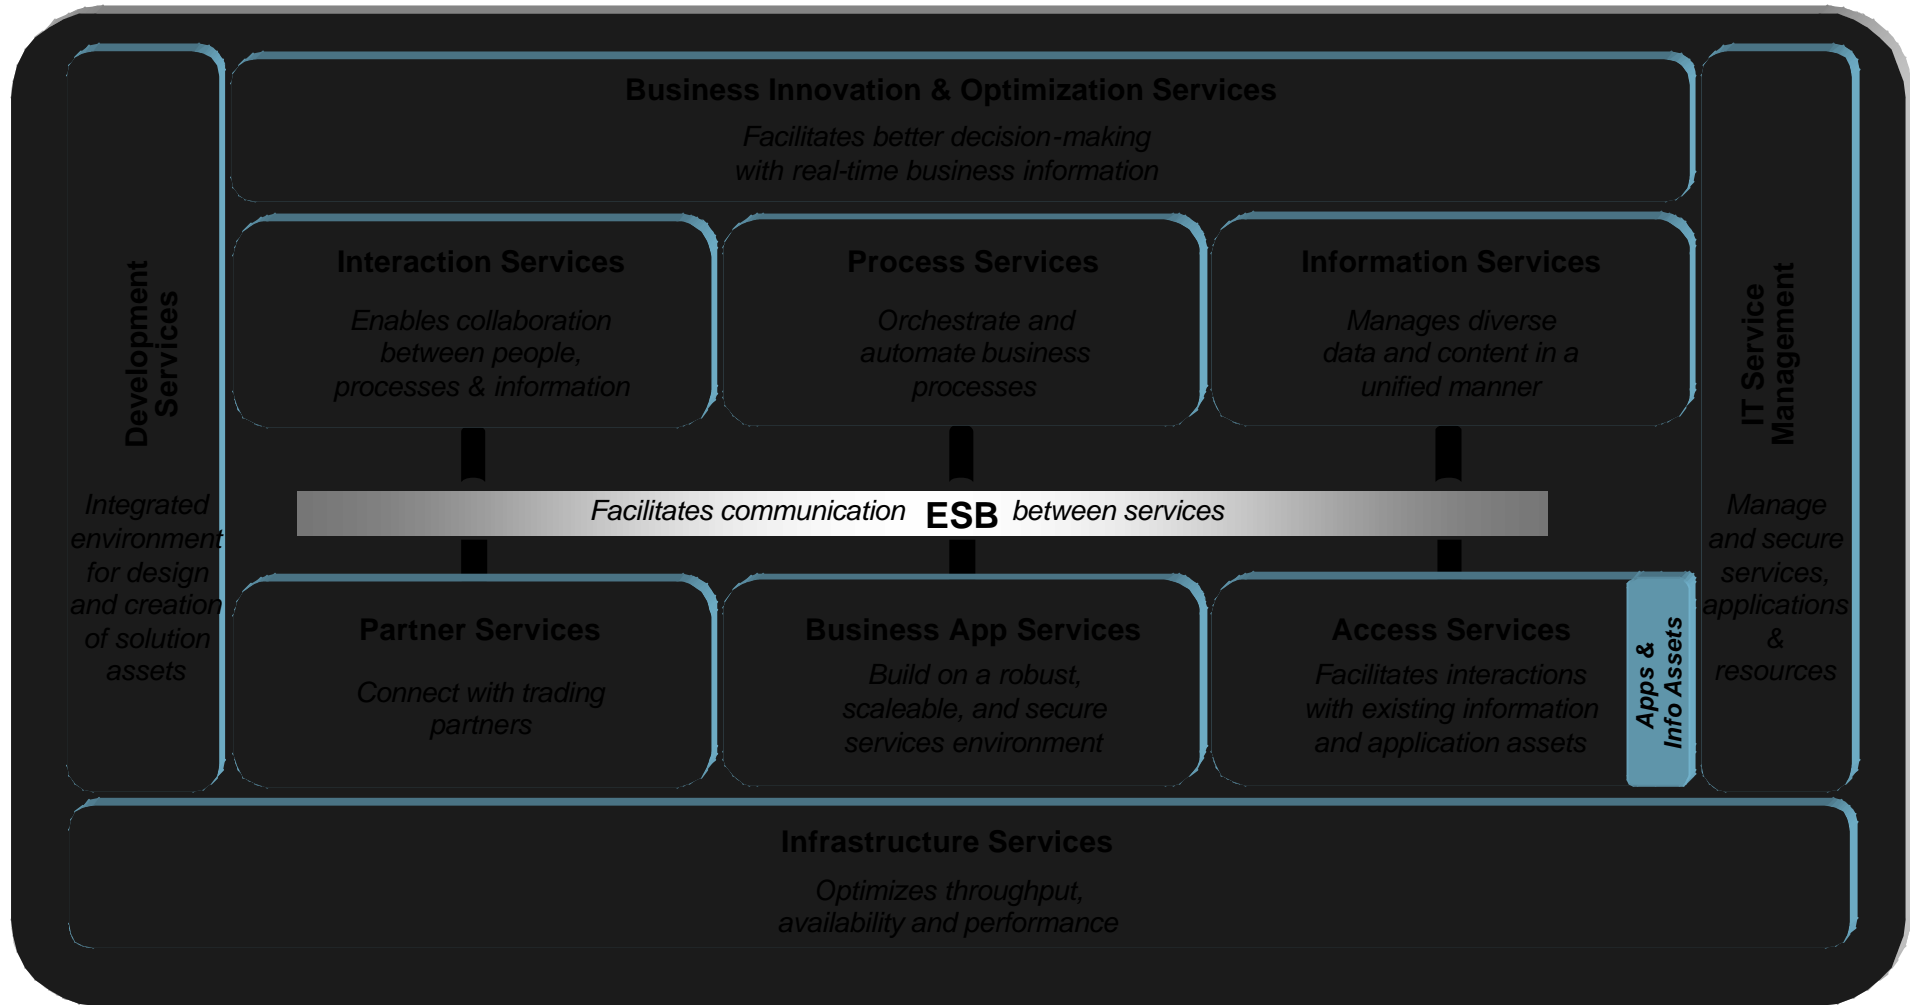 Business Innovation & Optimization Services
Facilitates better decision-making
with real-time business information
Development
Services
Integrated
environment
for design
and creation
of solution
assets
Interaction Services
Enables collaboration
between people,
processes & information
Process Services
Orchestrate and
automate business
processes
Information Services
Manages diverse
data and content in a
unified manner
IT Service
Management
Manage
and secure
services,
applications
&
resources
Facilitates communication ESB between services
Partner Services
Connect with trading
partners
Business App Services
Build on a robust,
scaleable, and secure
services environment
Access Services
Facilitates interactions
with existing information
and application assets
Apps &
Info Assets
Infrastructure Services
Optimizes throughput,
availability and performance